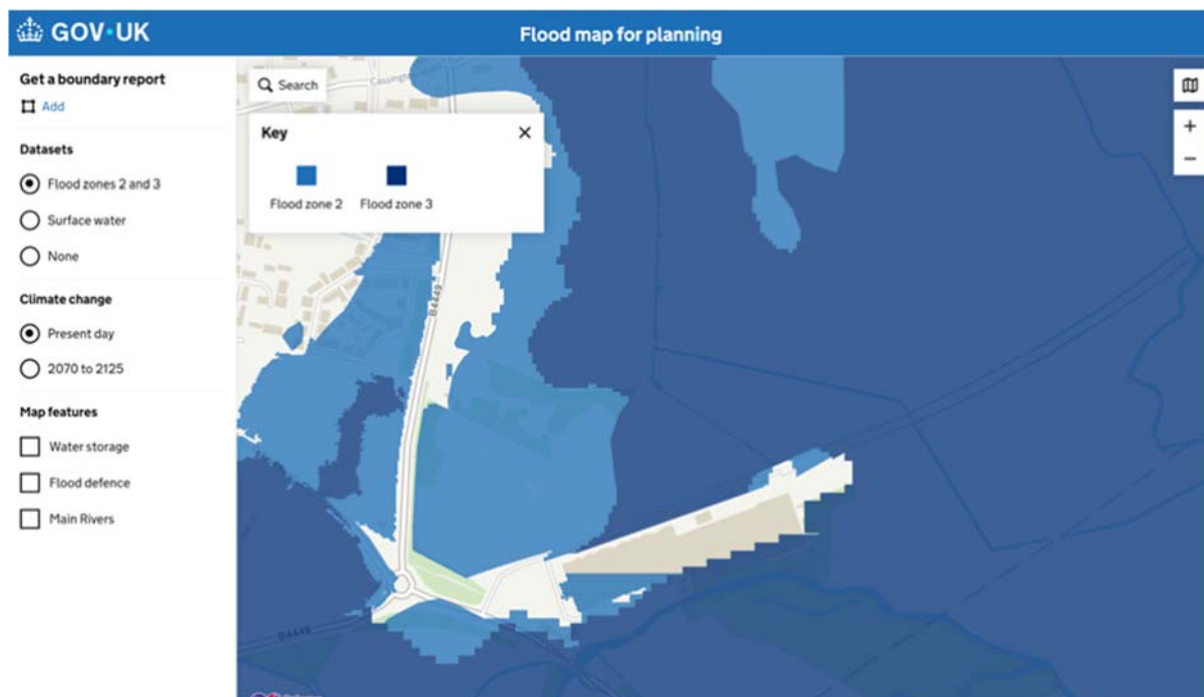 GOV·UK
Flood map for planning
Get a boundary report
Add
Datasets
Flood zones 2 and 3
Surface water
None
Climate change
Present day
2070 to 2125
Map features
Water storage
Flood defence
Main Rivers
Search
Key
Flood zone 2
Flood zone 3
B4449
B4449